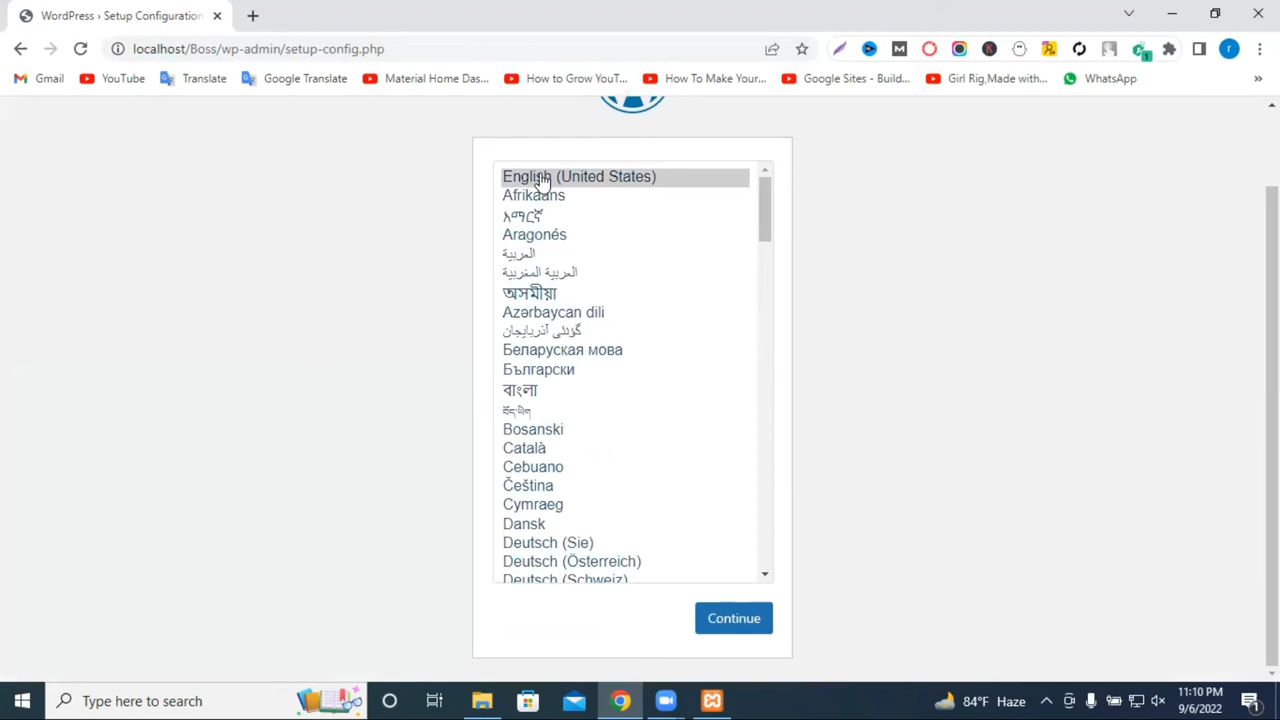 WordPress › Setup Configuration
localhost/Boss/wp-admin/setup-config.php
Gmail YouTube Translate Google Translate Material Home Das... How to Grow YouT... How To Make Your... Google Sites - Build... Girl Rig,Made with... WhatsApp »
English (United States)
Afrikaans
አማርኛ
Aragonés
العربية
العربية المغربية
অসমীয়া
Azərbaycan dili
گؤنئی آذربایجان
Беларуская мова
Български
বাংলা
བོད་ཡིག
Bosanski
Català
Cebuano
Čeština
Cymraeg
Dansk
Deutsch (Sie)
Deutsch (Österreich)
Deutsch (Schweiz)
Continue
Type here to search
84°F Haze
11:10 PM
9/6/2022